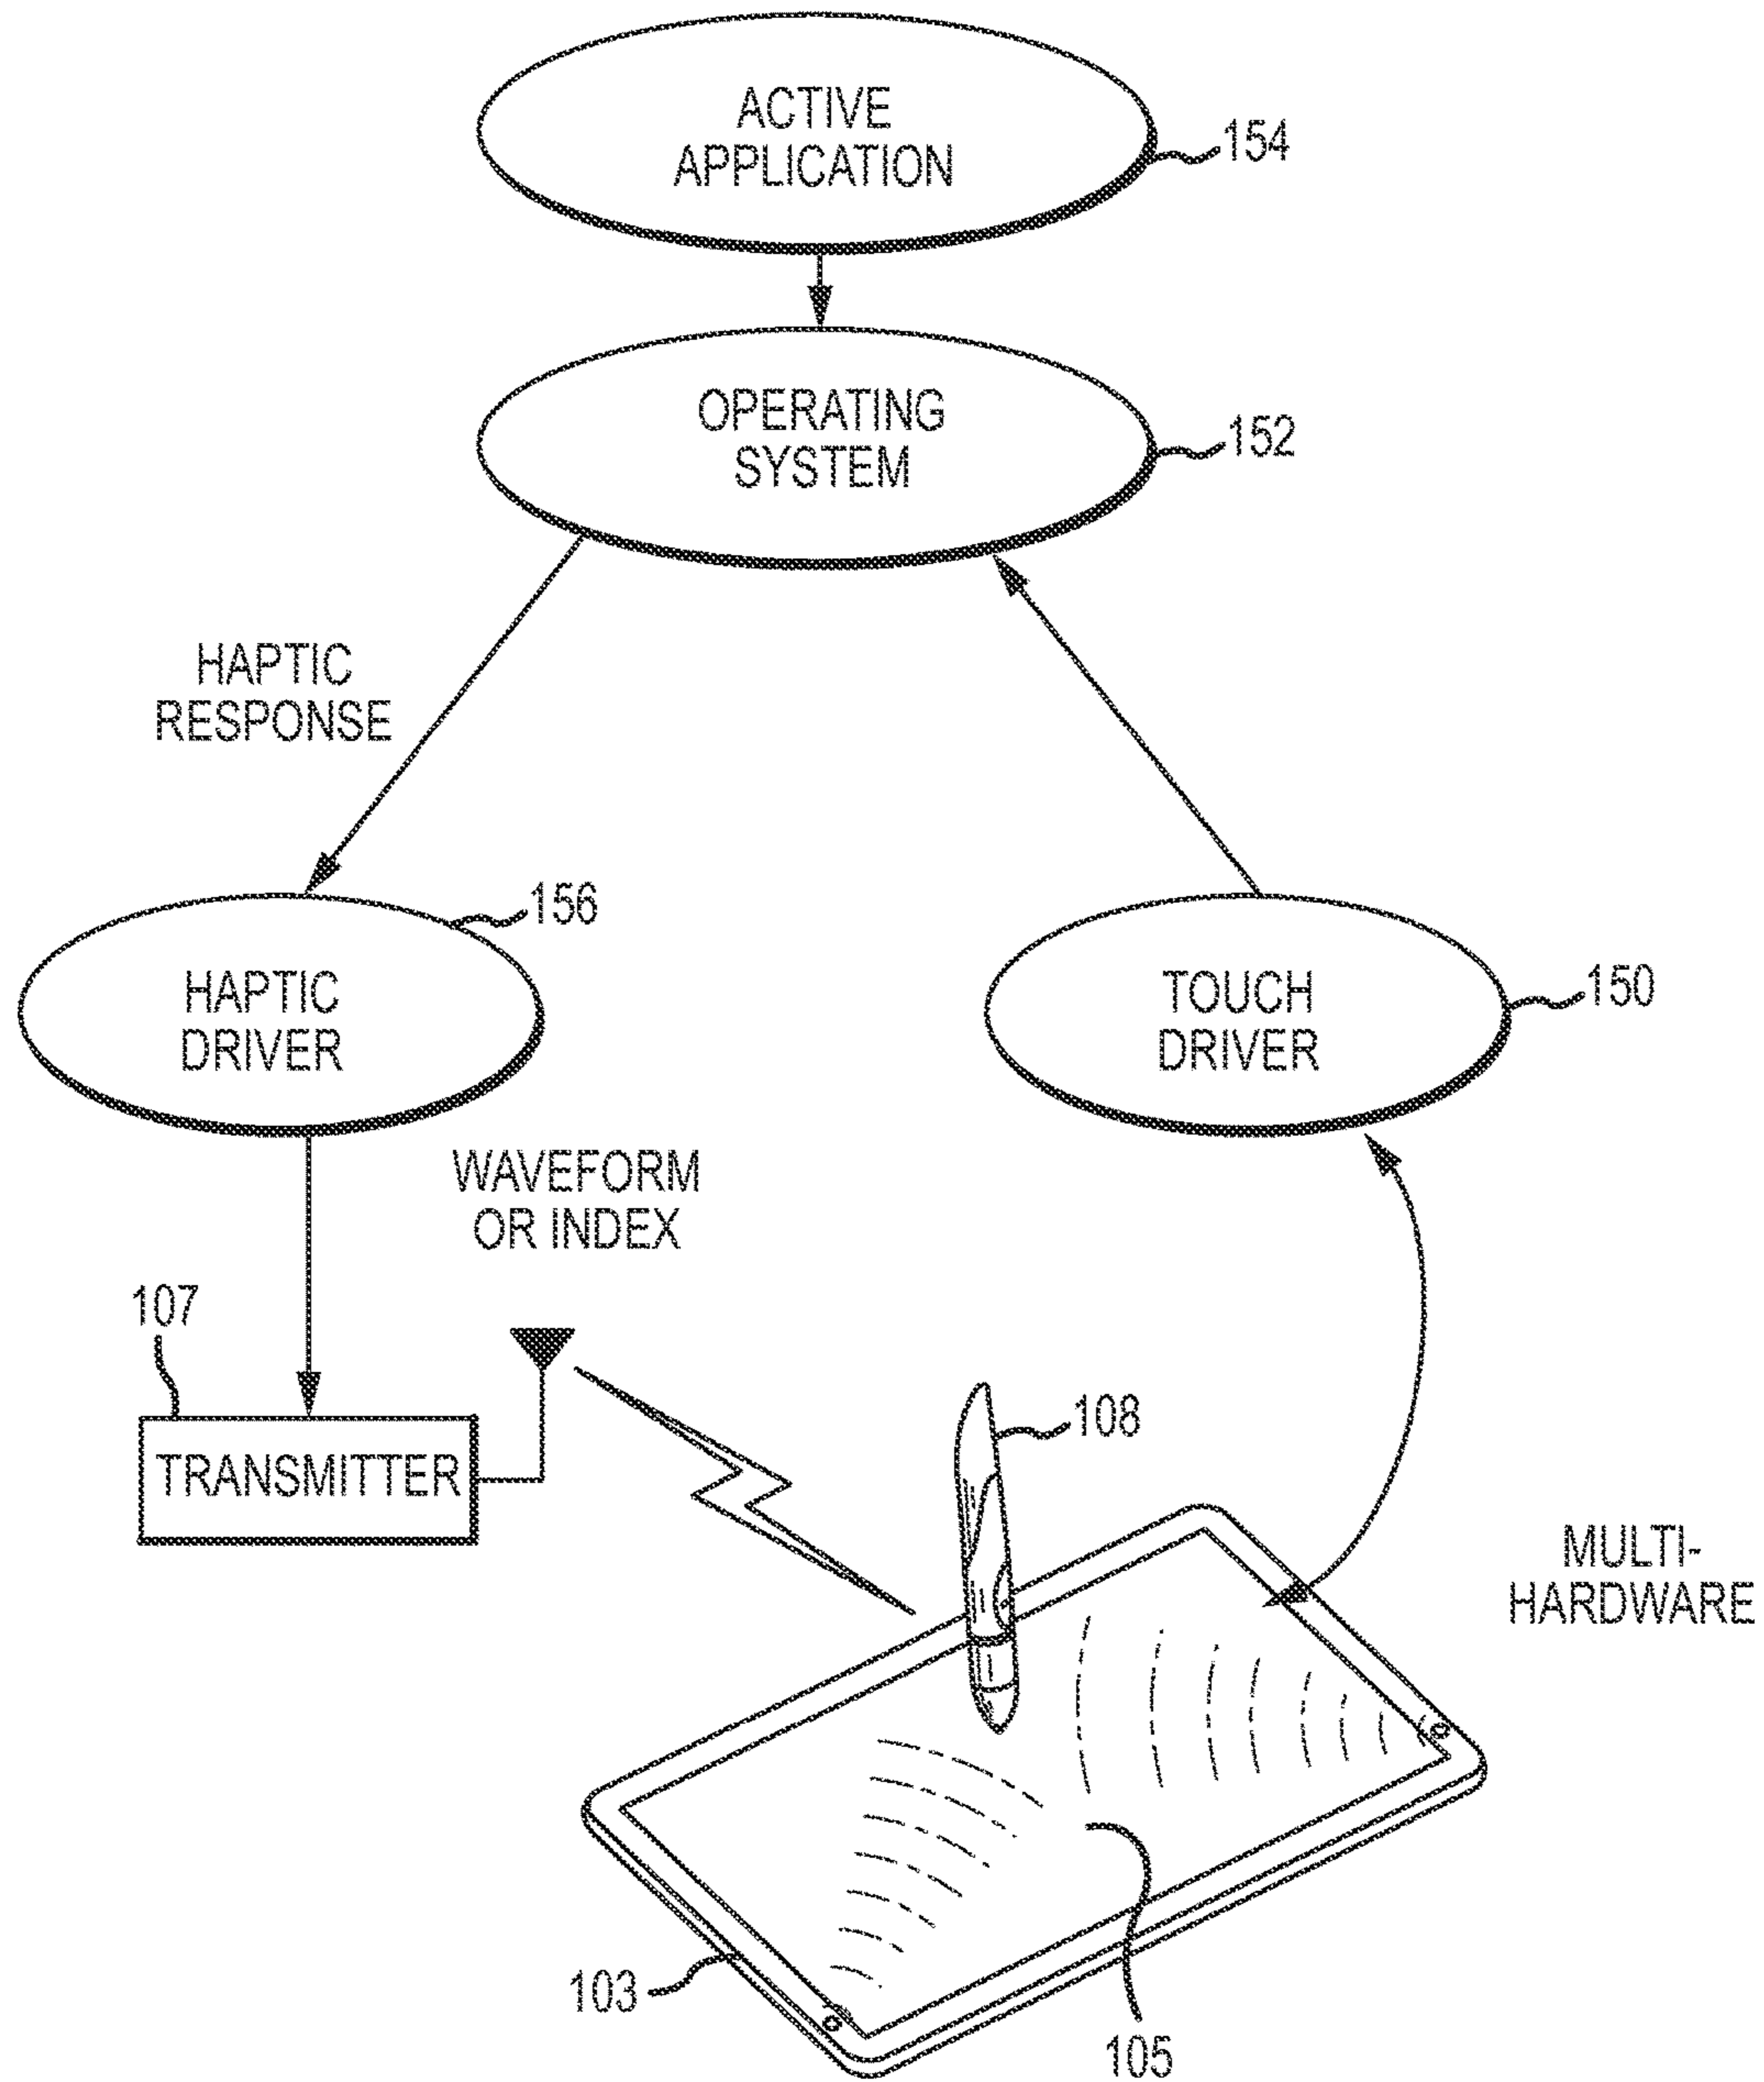 ACTIVE
APPLICATION
154
OPERATING
SYSTEM
152
HAPTIC
RESPONSE
156
HAPTIC
DRIVER
TOUCH
DRIVER
150
WAVEFORM
OR INDEX
107
TRANSMITTER
108
MULTI-
HARDWARE
103
105